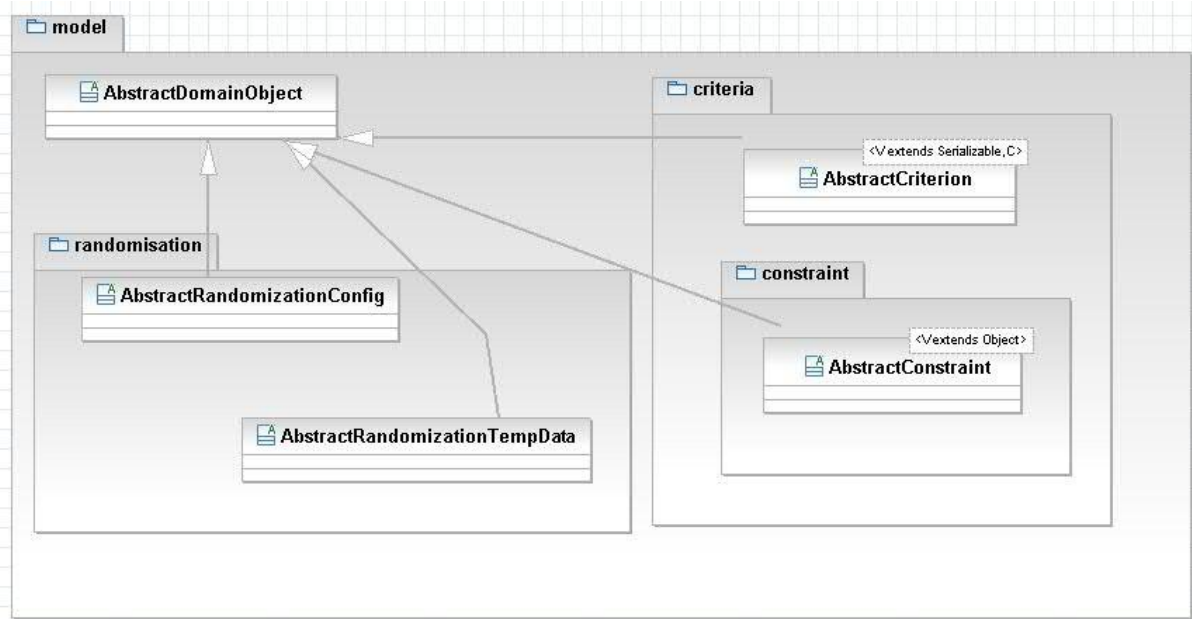 model
AbstractDomainObject
criteria
<V extends Serializable,C>
AbstractCriterion
randomisation
AbstractRandomizationConfig
constraint
<V extends Object>
AbstractConstraint
AbstractRandomizationTempData